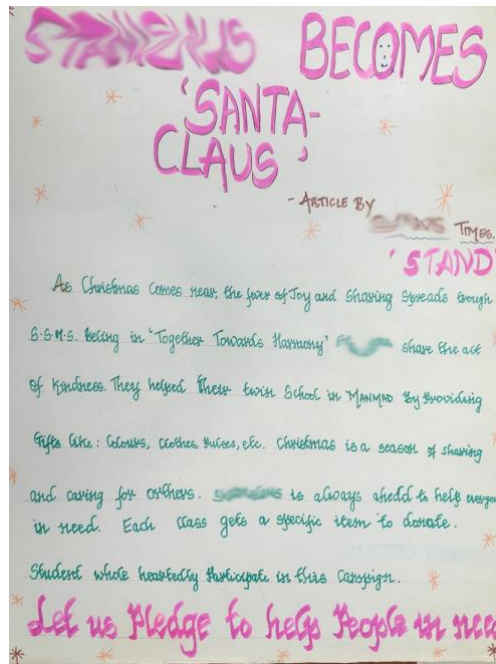 BECOMES
'SANTA-
CLAUS'
- ARTICLE BY
TIMES.
'STAND'
As Christmas comes near, the fever of Joy and Sharing Spreads through
S.S.M.S. Being in "Together Towards Harmony" share the act
of Kindness. They helped Their twin School in MANMAD By Providing
Gifts like: Colours, clothes, Pulses, etc. Christmas is a season of sharing
and caring for others. is always ahead to help everyone
in need. Each class gets a specific item to donate.
Student whole heartedly Participate in this Campaign.
Let us Pledge to help People in need